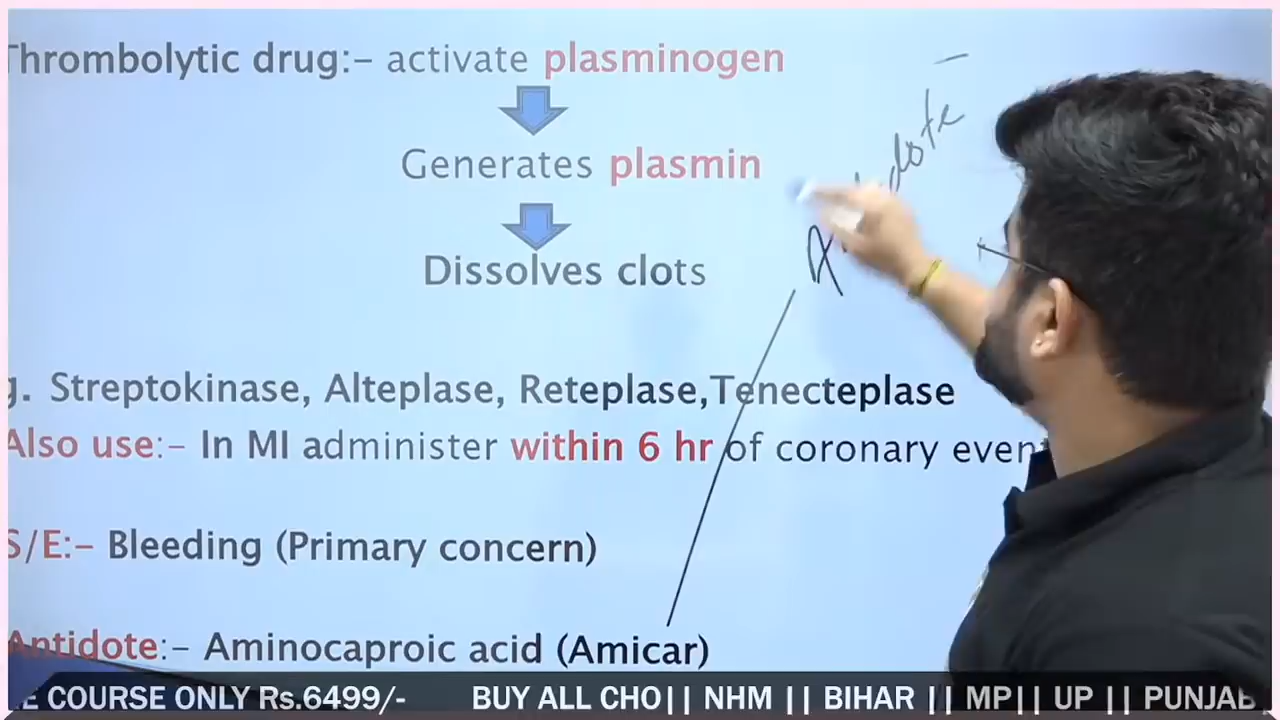 Thrombolytic drug:- activate plasminogen
Generates plasmin
Dissolves clots
g. Streptokinase, Alteplase, Reteplase,Tenecteplase
Also use:- In MI administer within 6 hr of coronary even
S/E:- Bleeding (Primary concern)
Antidote:- Aminocaproic acid (Amicar)
E COURSE ONLY Rs.6499/- BUY ALL CHO|| NHM || BIHAR || MP|| UP || PUNJAB